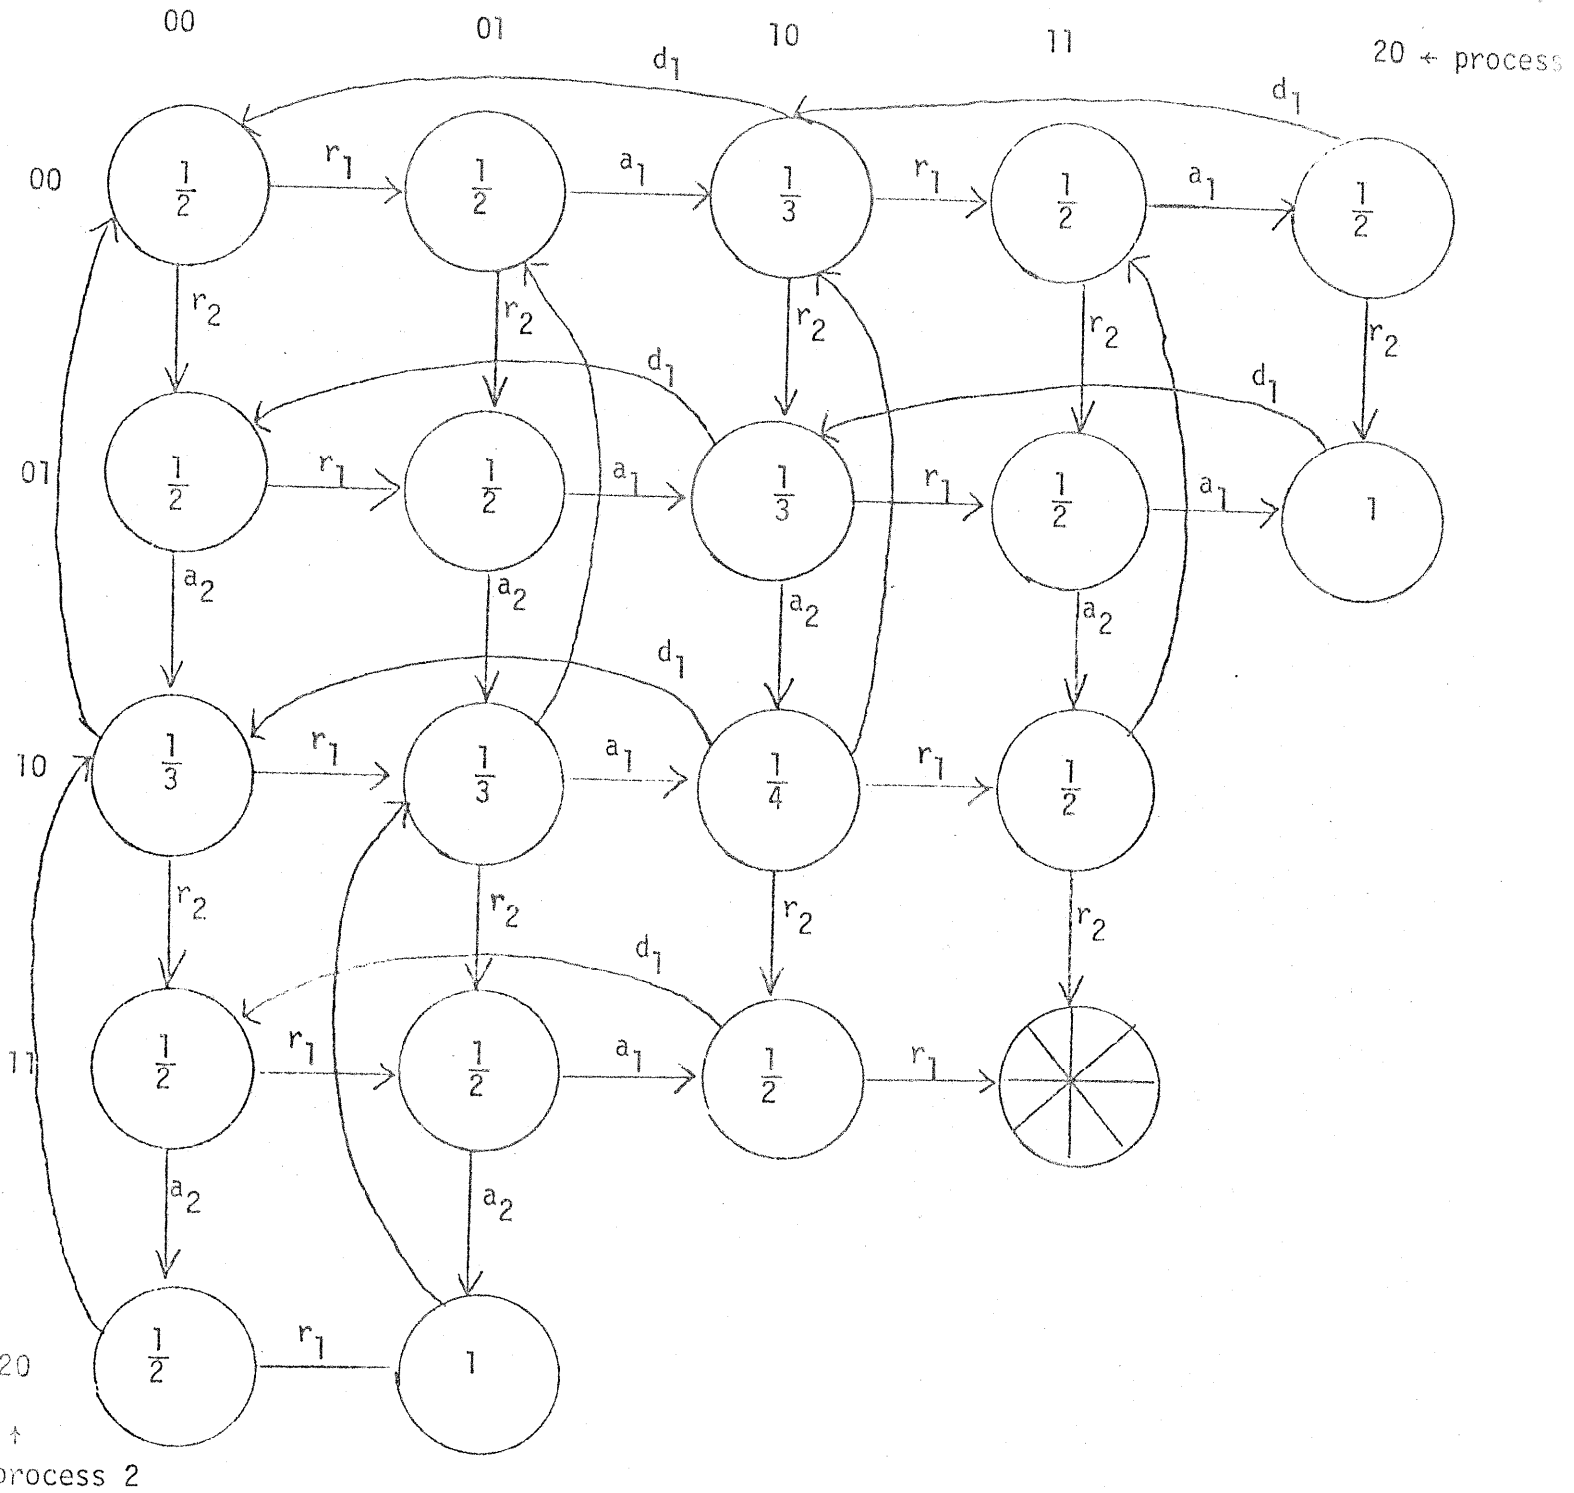 00 01 10 11 20 ← process
d1 d1
00 1/2 r1 1/2 a1 1/3 r1 1/2 a1 1/2
r2 r2 r2 r2 r2
d1 d1
01 1/2 r1 1/2 a1 1/3 r1 1/2 a1 1
a2 a2 a2 a2
d1
10 1/3 r1 1/3 a1 1/4 r1 1/2
r2 r2 r2 r2
d1
11 1/2 r1 1/2 a1 1/2 r1
a2 a2
20 1/2 r1 1
↑
process 2